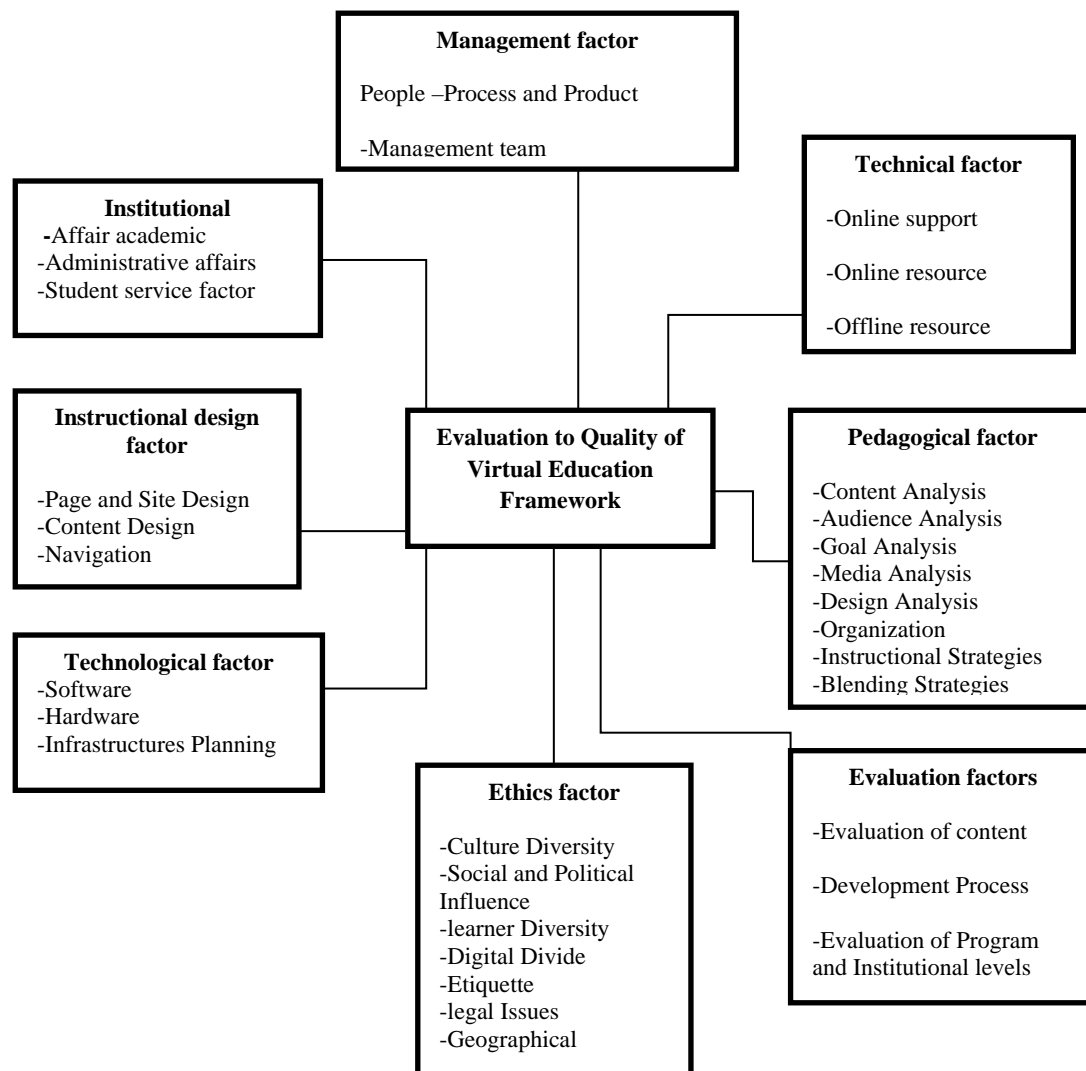 Management factor
People –Process and Product
-Management team
Technical factor
-Online support
-Online resource
-Offline resource
Institutional
-Affair academic
-Administrative affairs
-Student service factor
Instructional design
factor
-Page and Site Design
-Content Design
-Navigation
Evaluation to Quality of
Virtual Education
Framework
Pedagogical factor
-Content Analysis
-Audience Analysis
-Goal Analysis
-Media Analysis
-Design Analysis
-Organization
-Instructional Strategies
-Blending Strategies
Technological factor
-Software
-Hardware
-Infrastructures Planning
Ethics factor
-Culture Diversity
-Social and Political
Influence
-learner Diversity
-Digital Divide
-Etiquette
-legal Issues
-Geographical
Evaluation factors
-Evaluation of content
-Development Process
-Evaluation of Program
and Institutional levels